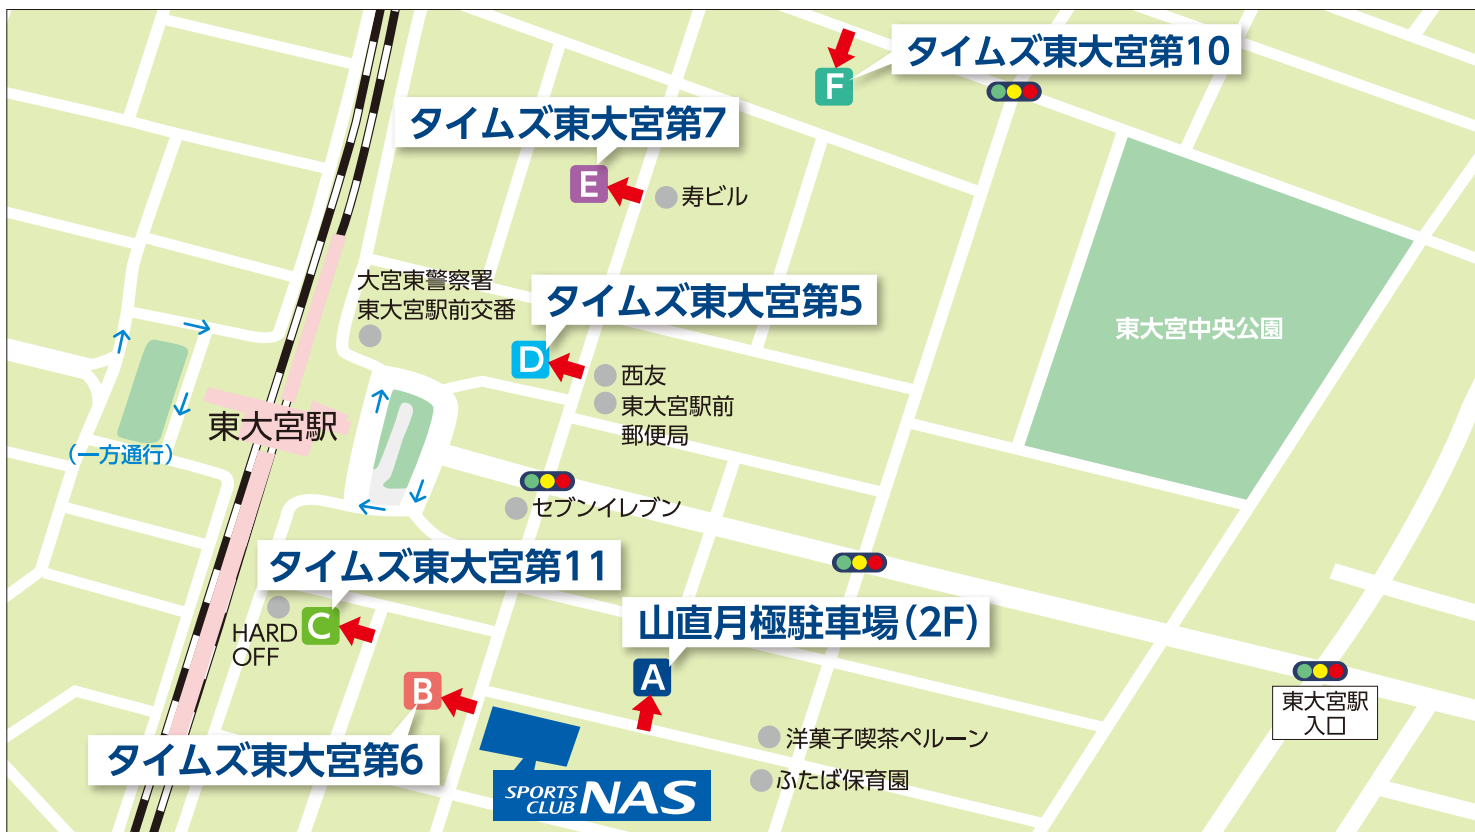 タイムズ東大宮第10
F
タイムズ東大宮第7
E
寿ビル
大宮東警察署
東大宮駅前交番
タイムズ東大宮第5
D
西友
東大宮駅前
郵便局
東大宮中央公園
東大宮駅
(一方通行)
セブンイレブン
タイムズ東大宮第11
C
HARD
OFF
山直月極駐車場(2F)
A
B
タイムズ東大宮第6
東大宮駅
入口
洋菓子喫茶ペルーン
ふたば保育園
SPORTS
CLUB NAS